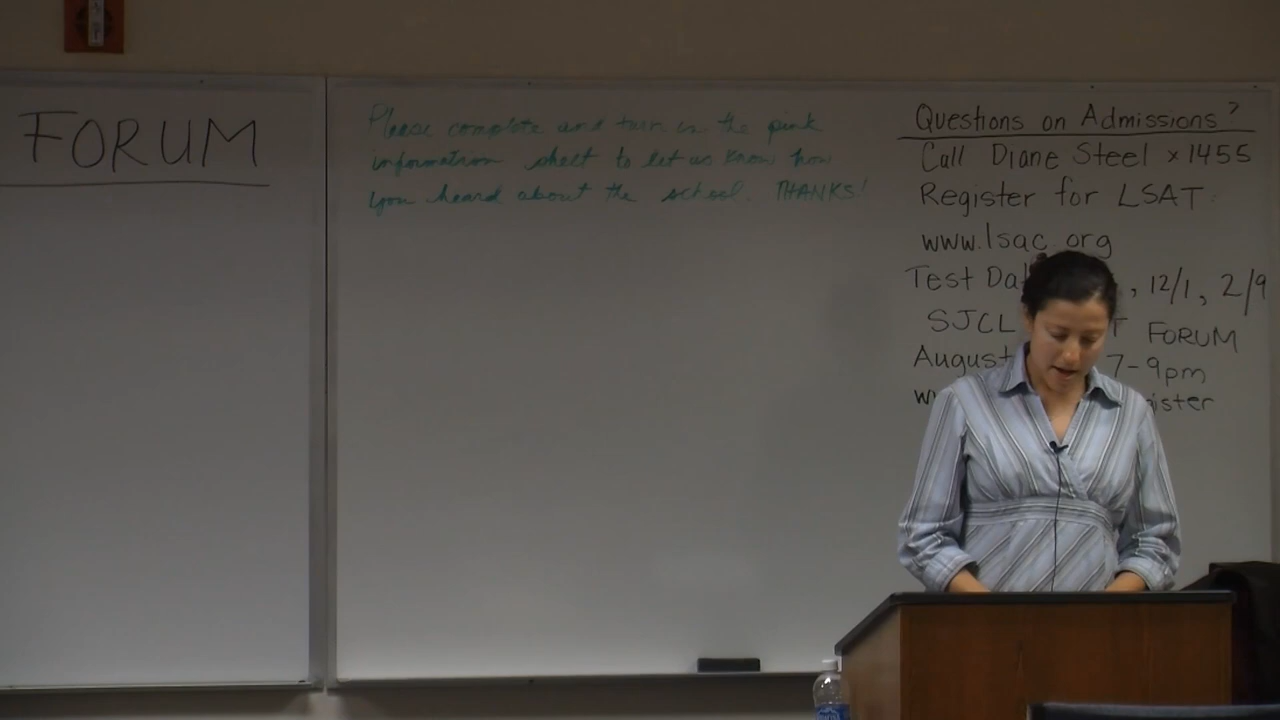 FORUM
Please complete and turn in the pink
information sheet to let us know how
you heard about the school. THANKS!
Questions on Admissions?
Call Diane Steel x1455
Register for LSAT:
www.lsac.org
Test Da , 12/1, 2/9
SJCL T FORUM
August 7-9pm
ister